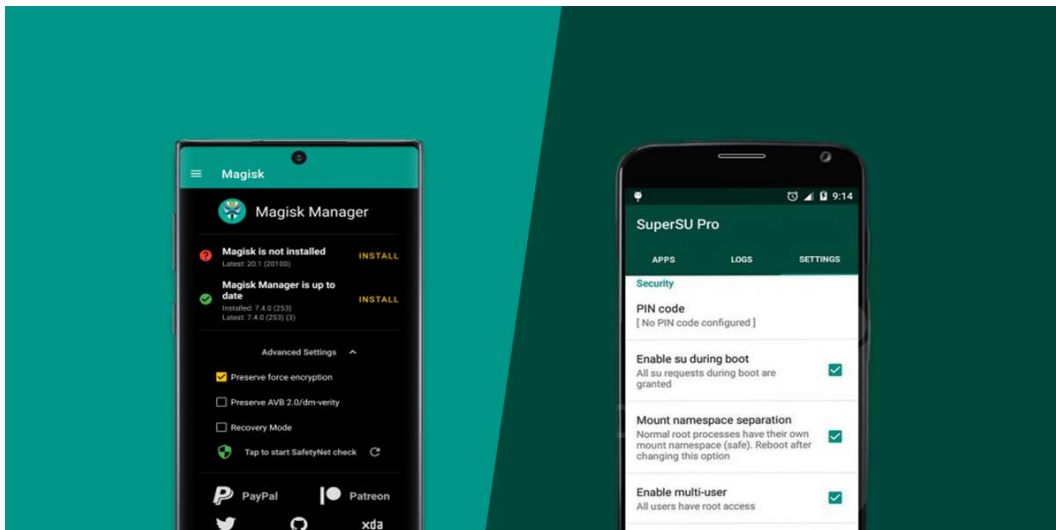 Magisk
Magisk Manager
Magisk is not installed
Latest: 20.1 (20100)
INSTALL
Magisk Manager is up to
date
Installed: 7.4.0 (253)
Latest: 7.4.0 (253) (3)
INSTALL
Advanced Settings
Preserve force encryption
Preserve AVB 2.0/dm-verity
Recovery Mode
Tap to start SafetyNet check
PayPal
Patreon
xda
9:14
SuperSU Pro
APPS
LOGS
SETTINGS
Security
PIN code
[ No PIN code configured ]
Enable su during boot
All su requests during boot are
granted
Mount namespace separation
Normal root processes have their own
mount namespace (safe). Reboot after
changing this option
Enable multi-user
All users have root access